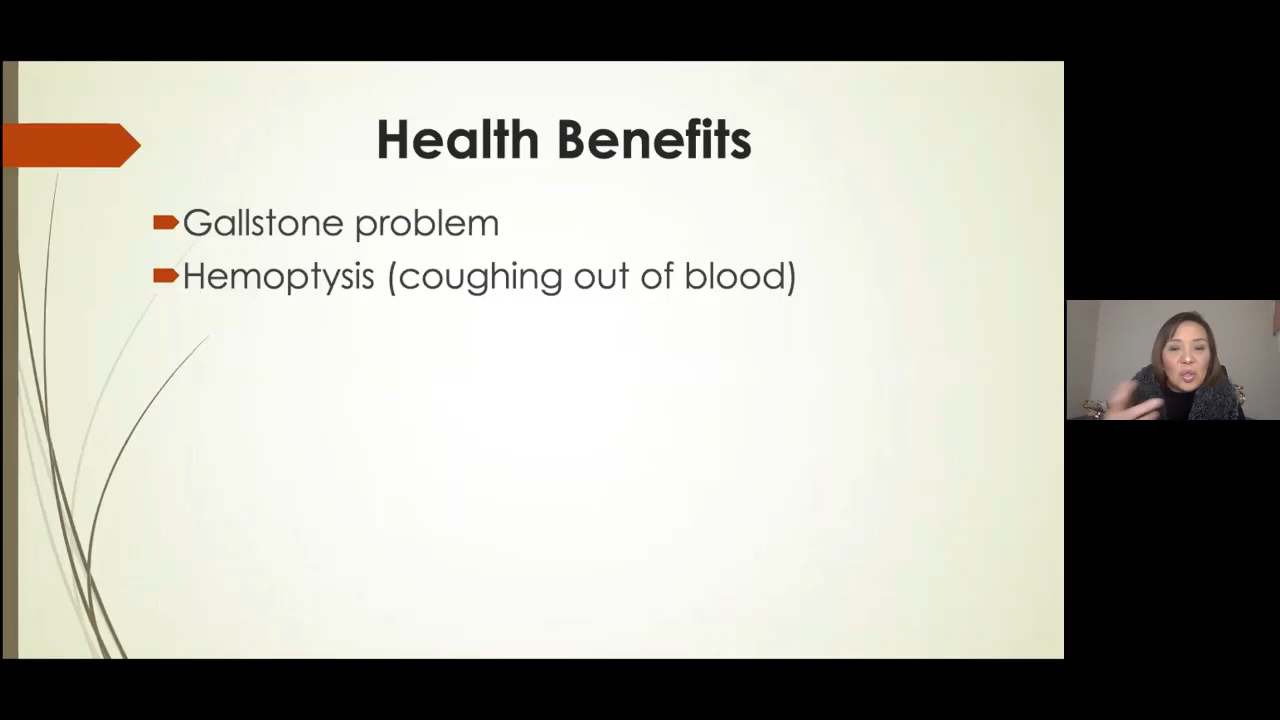 Health Benefits
Gallstone problem
Hemoptysis (coughing out of blood)